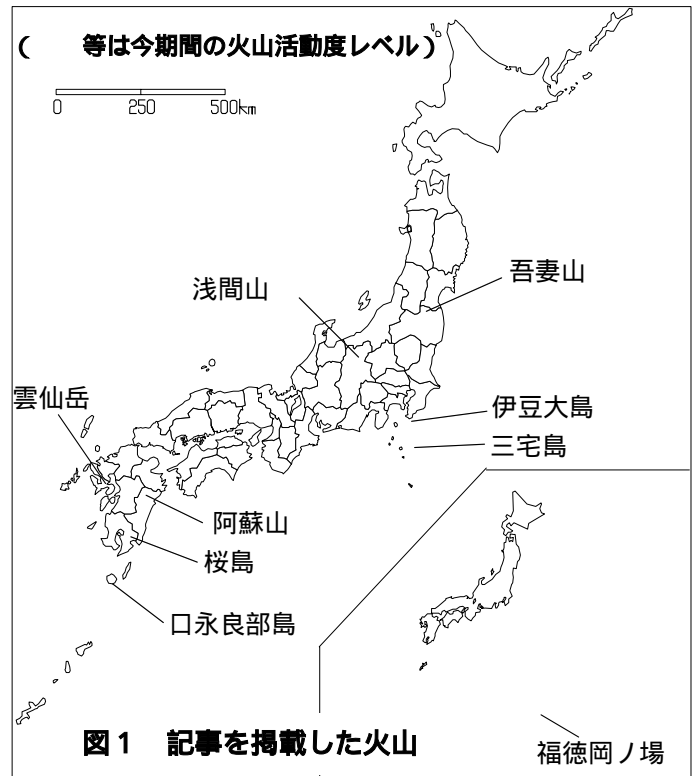 (　　等は今期間の火山活動度レベル)
0 250 500km
吾妻山
浅間山
雲仙岳
伊豆大島
三宅島
阿蘇山
桜島
口永良部島
図1　記事を掲載した火山
福徳岡ノ場